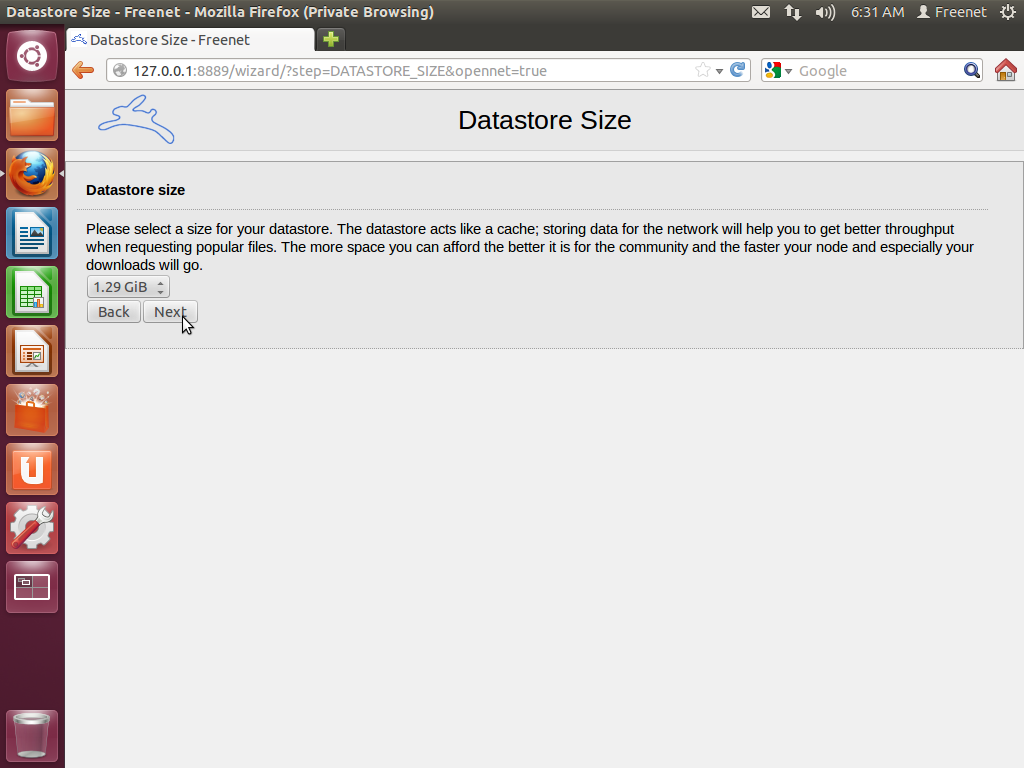 Datastore Size - Freenet - Mozilla Firefox (Private Browsing)
6:31 AM
Freenet
Datastore Size - Freenet
127.0.0.1:8889/wizard/?step=DATASTORE_SIZE&opennet=true
Google
Datastore Size
Datastore size
Please select a size for your datastore. The datastore acts like a cache; storing data for the network will help you to get better throughput
when requesting popular files. The more space you can afford the better it is for the community and the faster your node and especially your
downloads will go.
1.29 GiB
Back
Next